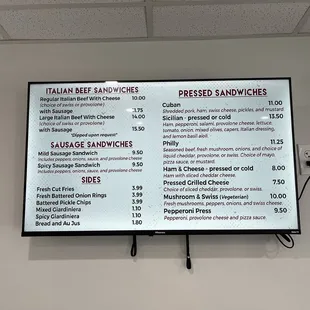 ITALIAN BEEF SANDWICHES
Regular Italian Beef With Cheese 10.00
(choice of swiss or provolone)
with Sausage 11.75
Large Italian Beef With Cheese 14.00
(choice of swiss or provolone)
with Sausage 15.50
*Dipped upon request*
SAUSAGE SANDWICHES
Mild Sausage Sandwich 9.50
Includes peppers, onions, sauce, and provolone cheese
Spicy Sausage Sandwich 9.50
Includes peppers, onions, sauce, and provolone cheese
SIDES
Fresh Cut Fries 3.99
Fresh Battered Onion Rings 3.99
Battered Pickle Chips 3.99
Mixed Giardiniera 1.10
Spicy Giardiniera 1.10
Bread and Au Jus 1.80
PRESSED SANDWICHES
Cuban 11.00
Shredded pork, ham, swiss cheese, pickles, and mustard
Sicilian - pressed or cold 13.50
Ham, pepperoni, salami, provolone cheese, lettuce,
tomato, onion, mixed olives, capers, Italian dressing,
and lemon basil aioli.
Philly 11.25
Seasoned beef, fresh mushroom, onions and choice of
liquid cheddar, provolone, or swiss. Choice of mayo,
pizza sauce, or mustard.
Ham & Cheese - pressed or cold 8.00
Ham with sliced cheddar cheese.
Pressed Grilled Cheese 7.50
Choice of sliced cheddar, provolone, or swiss.
Mushroom & Swiss (Vegetarian) 10.00
Fresh mushrooms, peppers, onions, and swiss cheese.
Pepperoni Press 9.50
Pepperoni, provolone cheese and pizza sauce.
Hisense